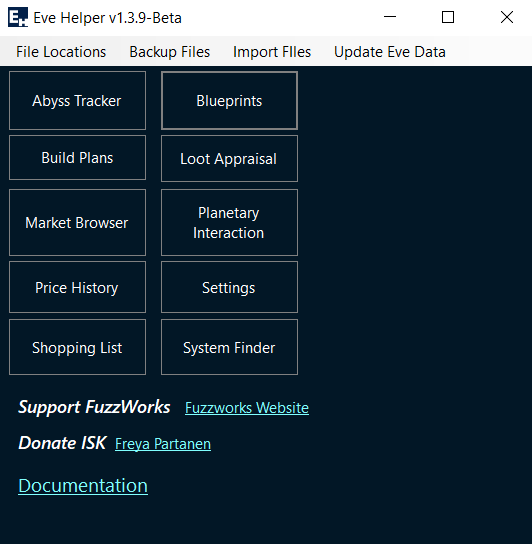 EH Eve Helper v1.3.9-Beta
File Locations Backup Files Import FIles Update Eve Data
Abyss Tracker Blueprints
Build Plans Loot Appraisal
Market Browser Planetary
Interaction
Price History Settings
Shopping List System Finder
Support FuzzWorks Fuzzworks Website
Donate ISK Freya Partanen
Documentation